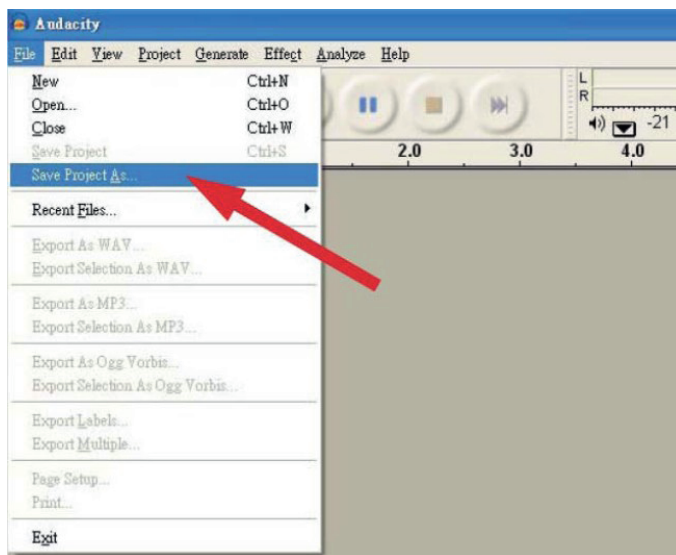 Audacity
File Edit View Project Generate Effect Analyze Help
New Ctrl+N
Open... Ctrl+O
Close Ctrl+W
Save Project Ctrl+S
Save Project As...
Recent Files...
Export As WAV...
Export Selection As WAV...
Export As MP3...
Export Selection As MP3...
Export As Ogg Vorbis...
Export Selection As Ogg Vorbis...
Export Labels...
Export Multiple...
Page Setup...
Print...
Exit
L
R
-21
2.0 3.0 4.0